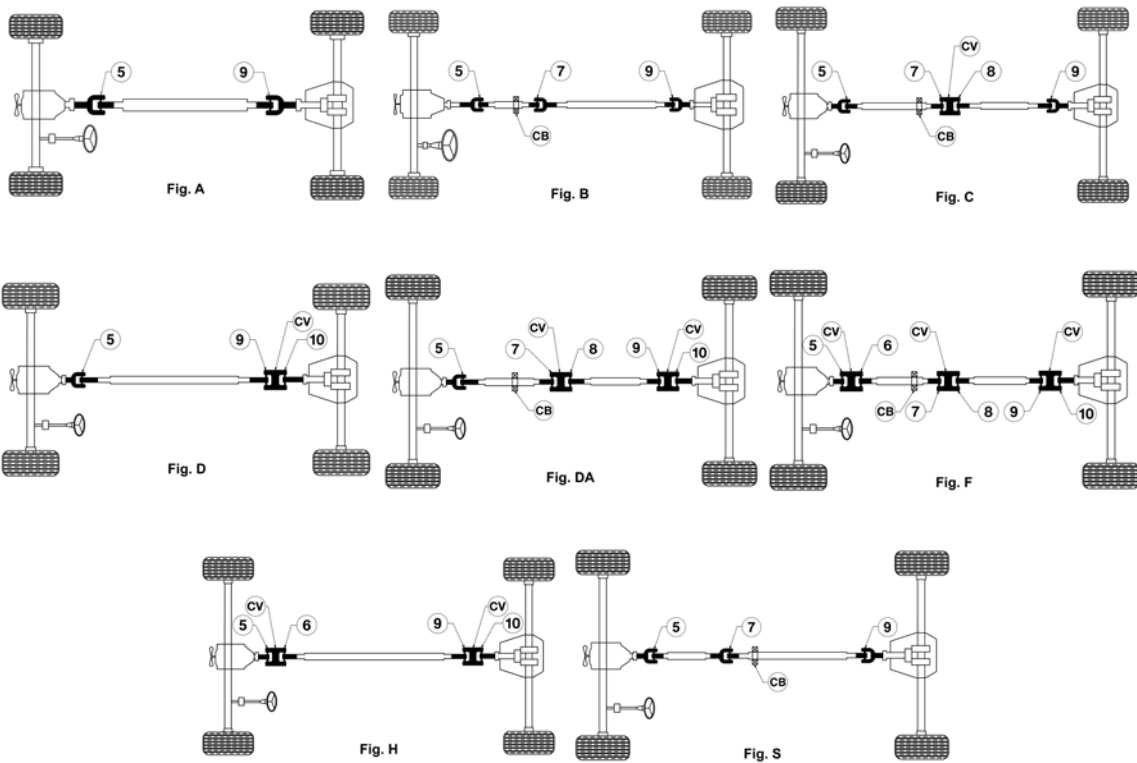 5 9
Fig. A
5 7 9
CB
Fig. B
CV
5 7 8 9
CB
Fig. C
5 9 CV 10
Fig. D
CV CV
5 7 8 9 10
CB
Fig. DA
CV CV CV
5 6
CB 7 8 9 10
Fig. F
CV CV
5 6 9 10
Fig. H
5 7 9
CB
Fig. S